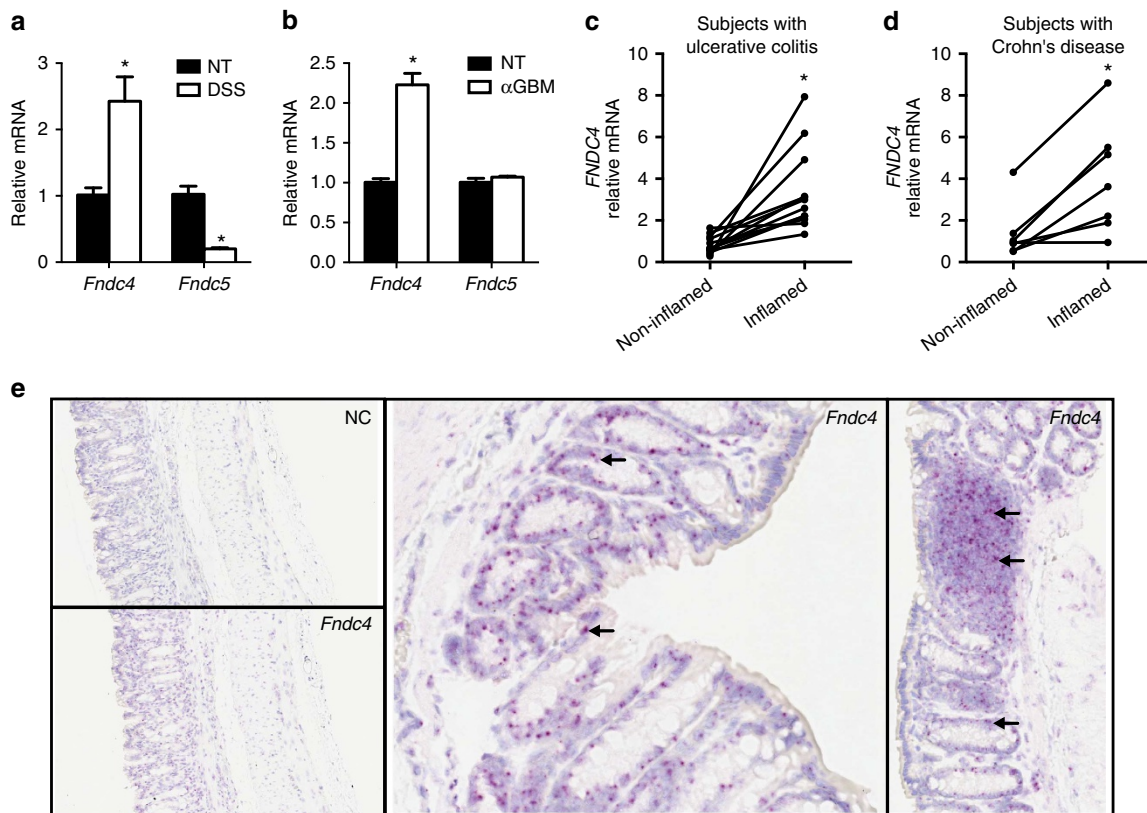 a
3
2
1
0
Relative mRNA
*
NT
DSS
*
Fndc4 Fndc5
b
2.5
2.0
1.5
1.0
0.5
0.0
Relative mRNA
*
NT
αGBM
Fndc4 Fndc5
c
Subjects with
ulcerative colitis
10
8
6
4
2
0
FNDC4
relative mRNA
*
Non-inflamed
Inflamed
d
Subjects with
Crohn's disease
10
8
6
4
2
0
FNDC4
relative mRNA
*
Non-inflamed
Inflamed
e
NC
Fndc4
Fndc4
Fndc4